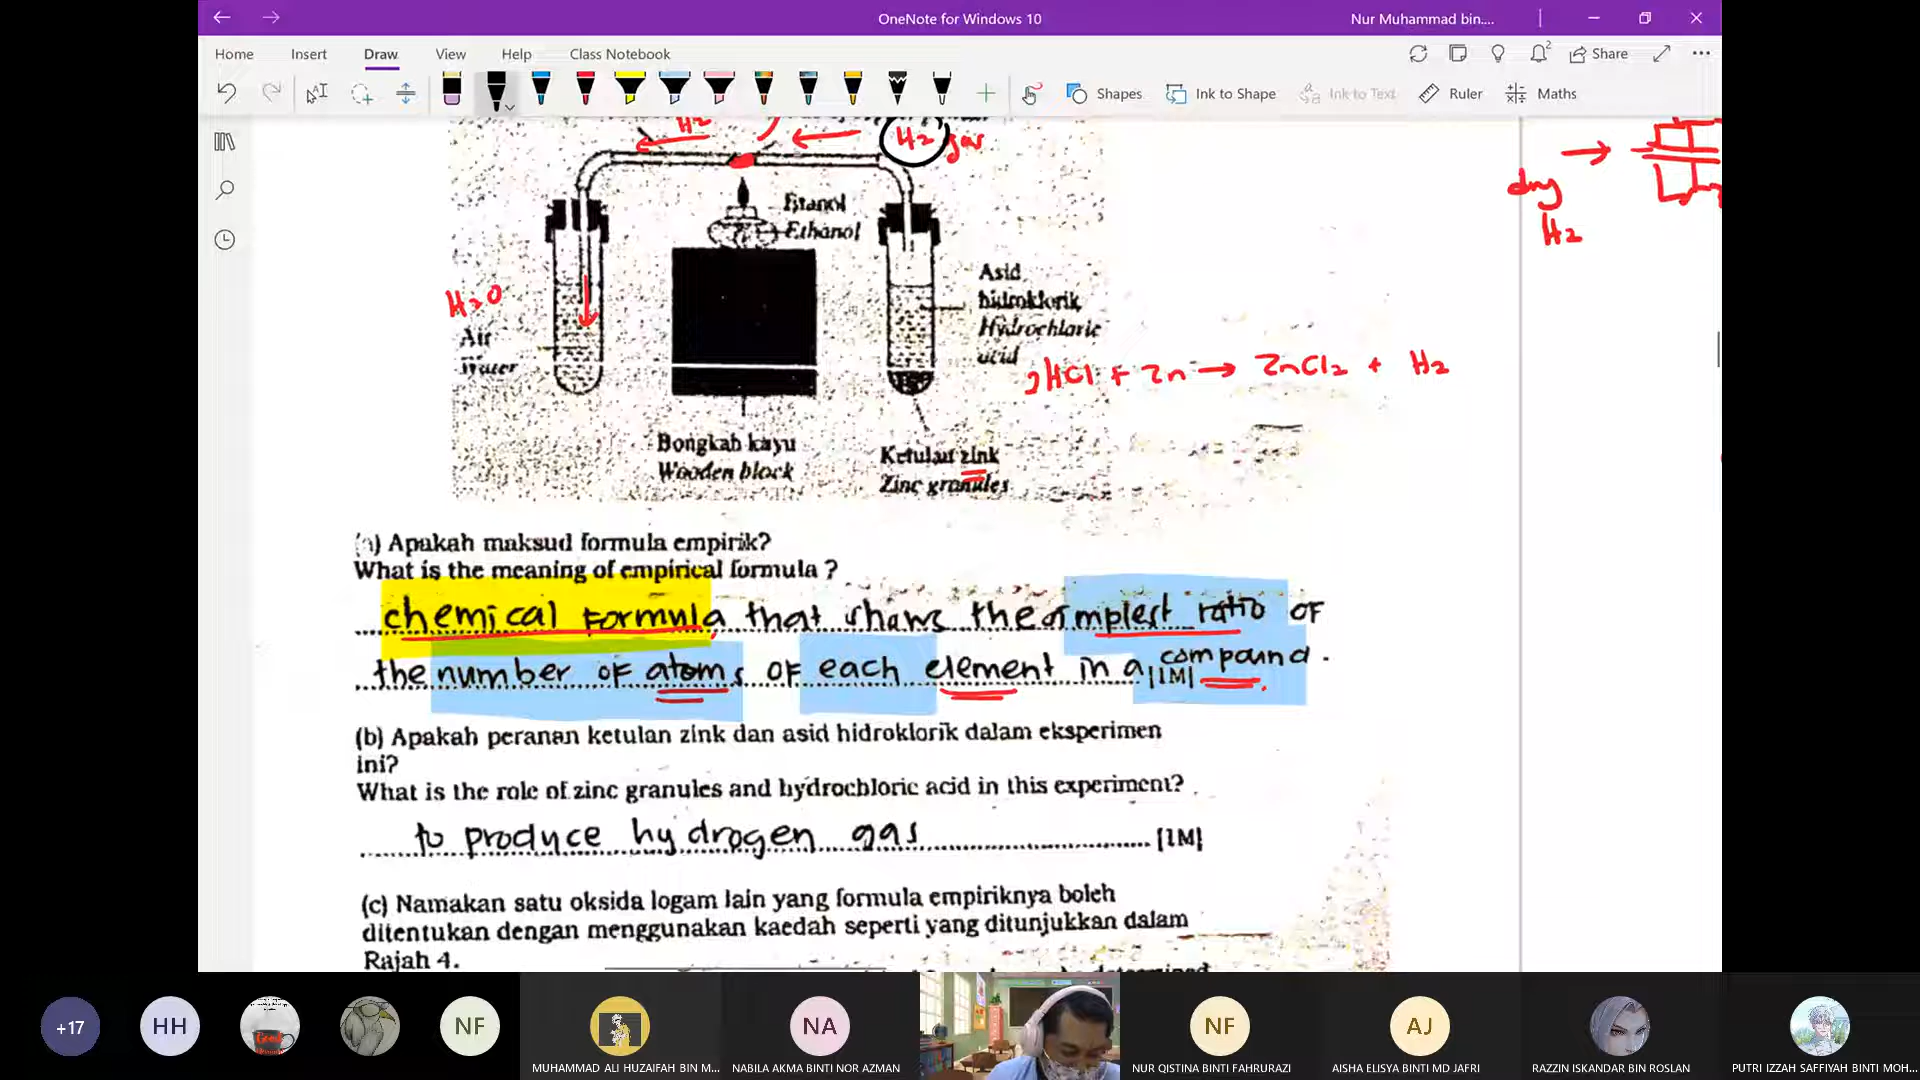 OneNote for Windows 10
Nur Muhammad bin....
Home Insert Draw View Help Class Notebook
2 Share
Shapes Ink to Shape Ink to Text Ruler Maths
H2
H2 gas
dry
H2
Etanol
Ethanol
H2O
Air
Water
Asid
hidroklorik
Hydrochloric
acid
2HCl + Zn → ZnCl2 + H2
Bongkah kayu
Wooden block
Ketulan zink
Zinc granules
(a) Apakah maksud formula empirik?
What is the meaning of empirical formula ?
chemical formula that shows the simplest ratio of
the number of atoms of each element in a compound.
[1M]
(b) Apakah peranan ketulan zink dan asid hidroklorik dalam eksperimen
ini?
What is the role of zinc granules and hydrochloric acid in this experiment?
to produce hydrogen gas [1M]
(c) Namakan satu oksida logam lain yang formula empiriknya boleh
ditentukan dengan menggunakan kaedah seperti yang ditunjukkan dalam
Rajah 4.
+17 HH NF NA NF AJ
MUHAMMAD ALI HUZAIFAH BIN M... NABILA AKMA BINTI NOR AZMAN NUR QISTINA BINTI FAHRURAZI AISHA ELISYA BINTI MD JAFRI RAZZIN ISKANDAR BIN ROSLAN PUTRI IZZAH SAFFIYAH BINTI MOH...